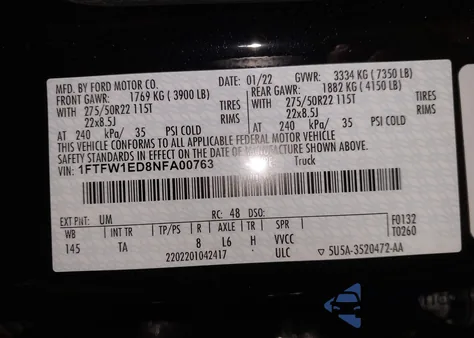 MFD. BY FORD MOTOR CO.
DATE: 01/22 GVWR: 3334 KG ( 7350 LB)
FRONT GAWR: 1769 KG ( 3900 LB)
REAR GAWR: 1882 KG ( 4150 LB)
WITH 275/50R22 115T TIRES
WITH 275/50R22 115T TIRES
22x8.5J RIMS
22x8.5J RIMS
AT 240 kPa/ 35 PSI COLD
AT 240 kPa/ 35 PSI COLD
THIS VEHICLE CONFORMS TO ALL APPLICABLE FEDERAL MOTOR VEHICLE
SAFETY STANDARDS IN EFFECT ON THE DATE OF MANUFACTURE SHOWN ABOVE.
VIN: 1FTFW1ED8NFA00763
Truck
EXT PNT: UM RC: 48 DSO:
WB INT TR TP/PS R AXLE TR SPR
145 TA 8 L6 H VVCC
2202201042417 . ULC
F0132
T0260
▽ 5U5A-3520472-AA